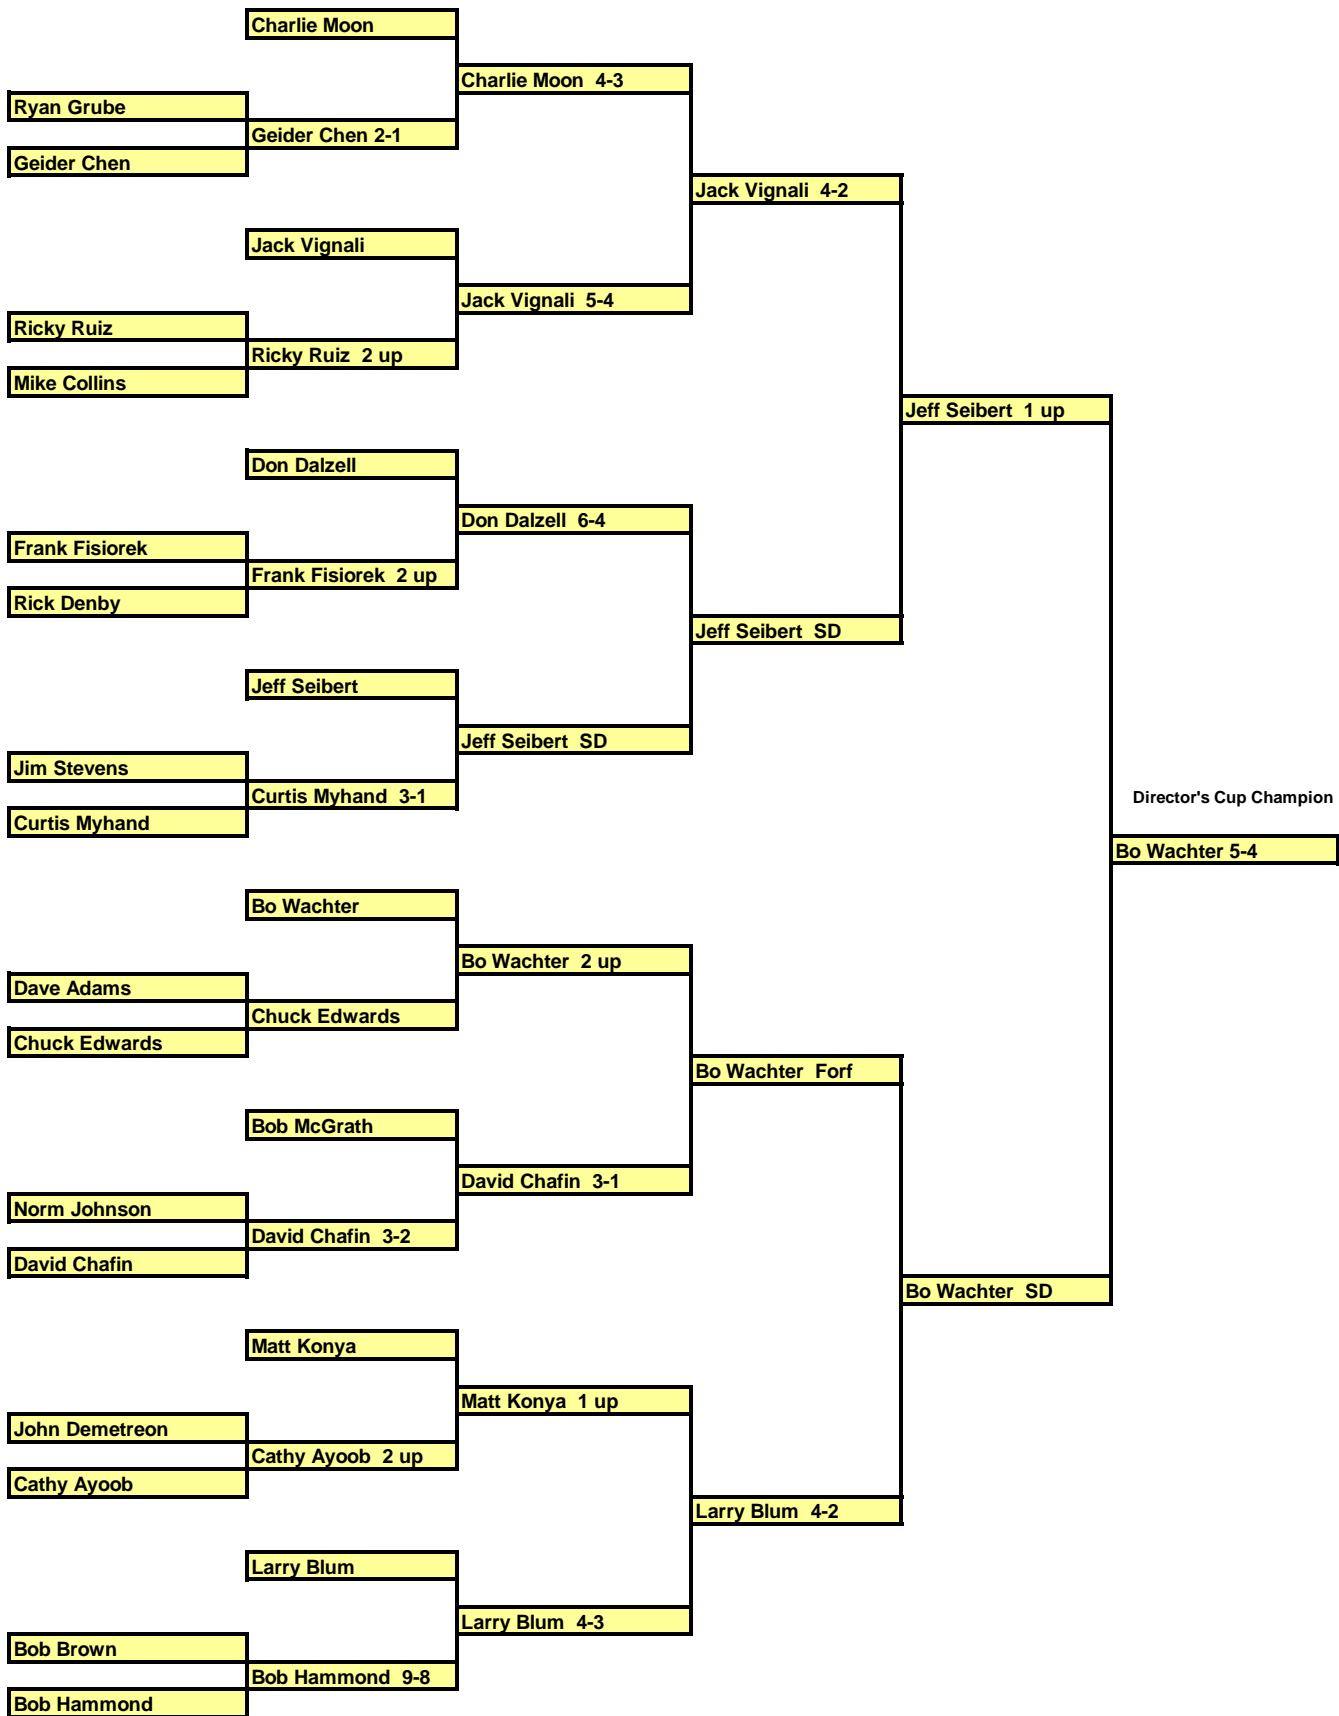 Charlie Moon
Charlie Moon 4-3
Ryan Grube
Geider Chen 2-1
Geider Chen
Jack Vignali 4-2
Jack Vignali
Jack Vignali 5-4
Ricky Ruiz
Ricky Ruiz 2 up
Mike Collins
Jeff Seibert 1 up
Don Dalzell
Don Dalzell 6-4
Frank Fisiorek
Frank Fisiorek 2 up
Rick Denby
Jeff Seibert SD
Jeff Seibert
Jeff Seibert SD
Jim Stevens
Curtis Myhand 3-1
Director's Cup Champion
Curtis Myhand
Bo Wachter 5-4
Bo Wachter
Bo Wachter 2 up
Dave Adams
Chuck Edwards
Chuck Edwards
Bo Wachter Forf
Bob McGrath
David Chafin 3-1
Norm Johnson
David Chafin 3-2
David Chafin
Bo Wachter SD
Matt Konya
Matt Konya 1 up
John Demetreon
Cathy Ayoob 2 up
Cathy Ayoob
Larry Blum 4-2
Larry Blum
Larry Blum 4-3
Bob Brown
Bob Hammond 9-8
Bob Hammond